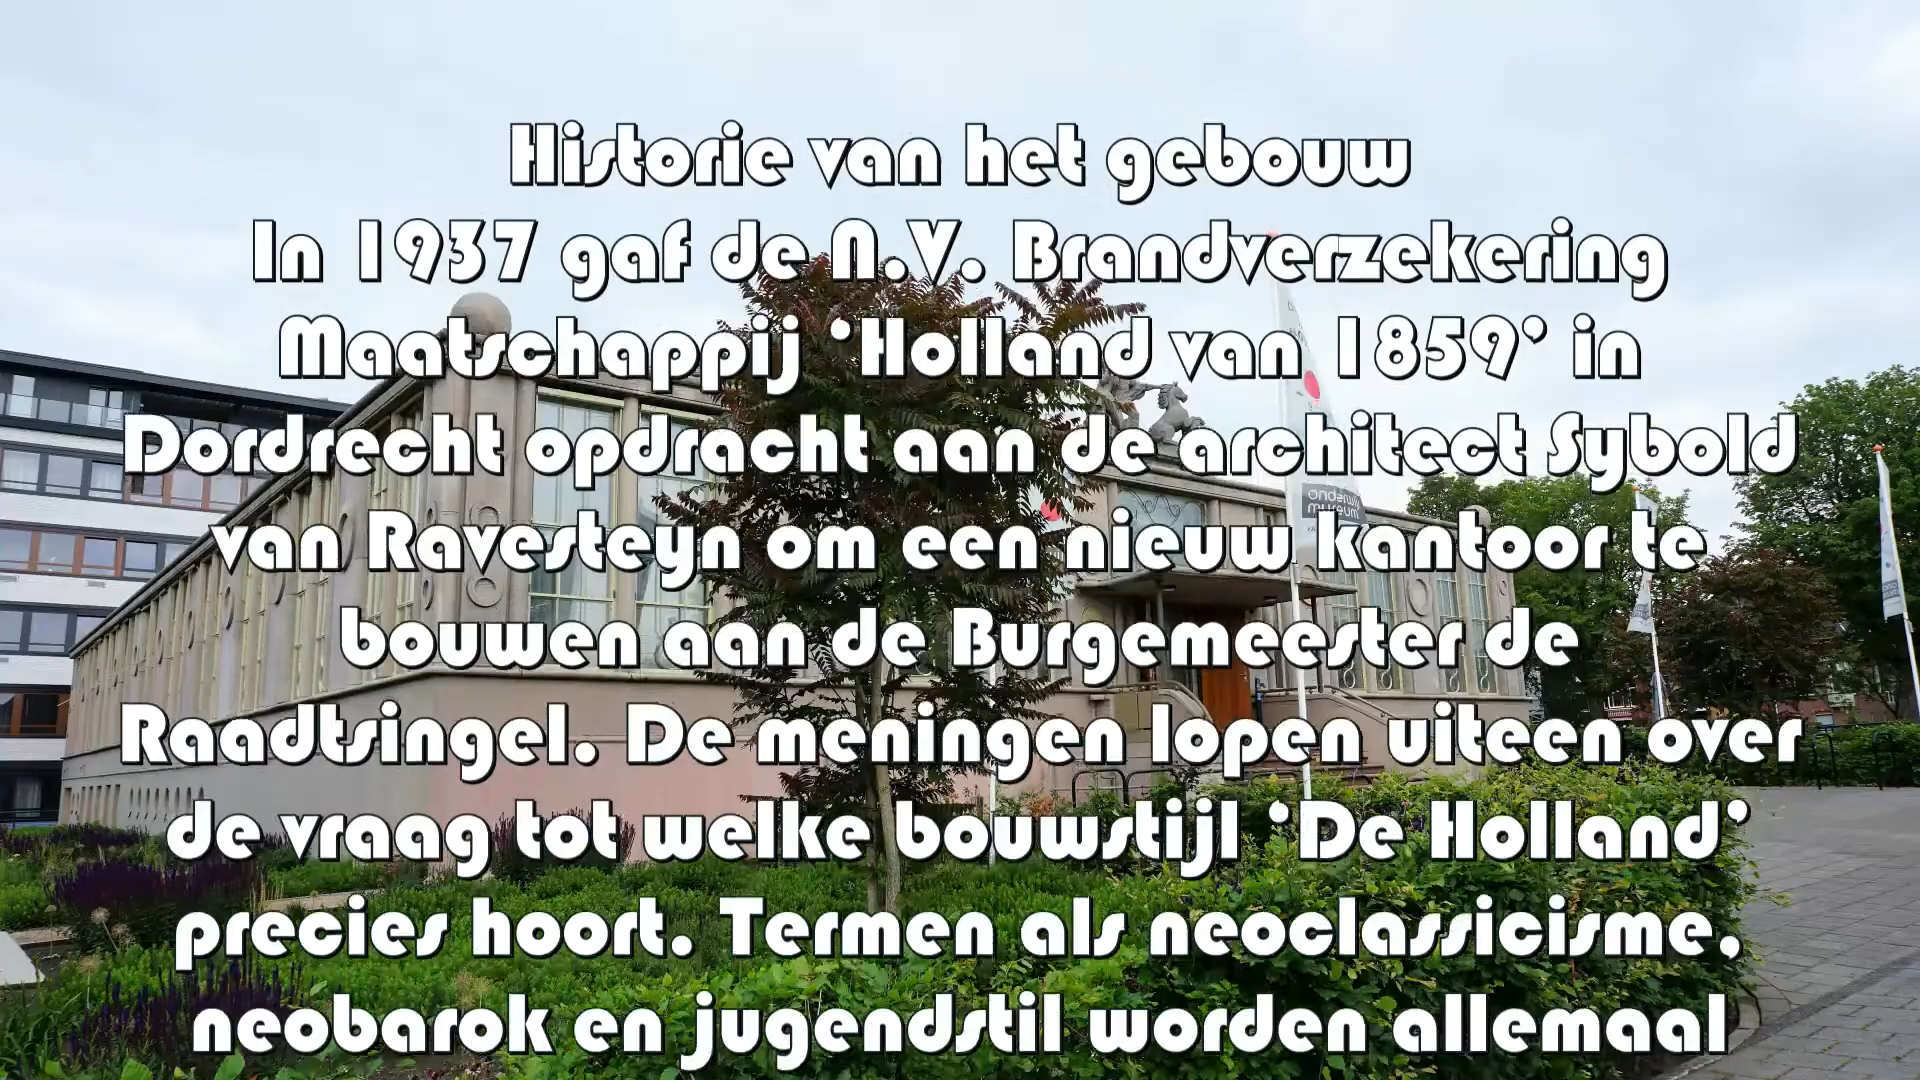 Historie van het gebouw
In 1937 gaf de N.V. Brandverzekering
Maatschappij ‘Holland van 1859’ in
Dordrecht opdracht aan de architect Sybold
van Ravesteyn om een nieuw kantoor te
bouwen aan de Burgemeester de
Raadtsingel. De meningen lopen uiteen over
de vraag tot welke bouwstijl ‘De Holland’
precies hoort. Termen als neoclassicisme,
neobarok en jugendstil worden allemaal
museum